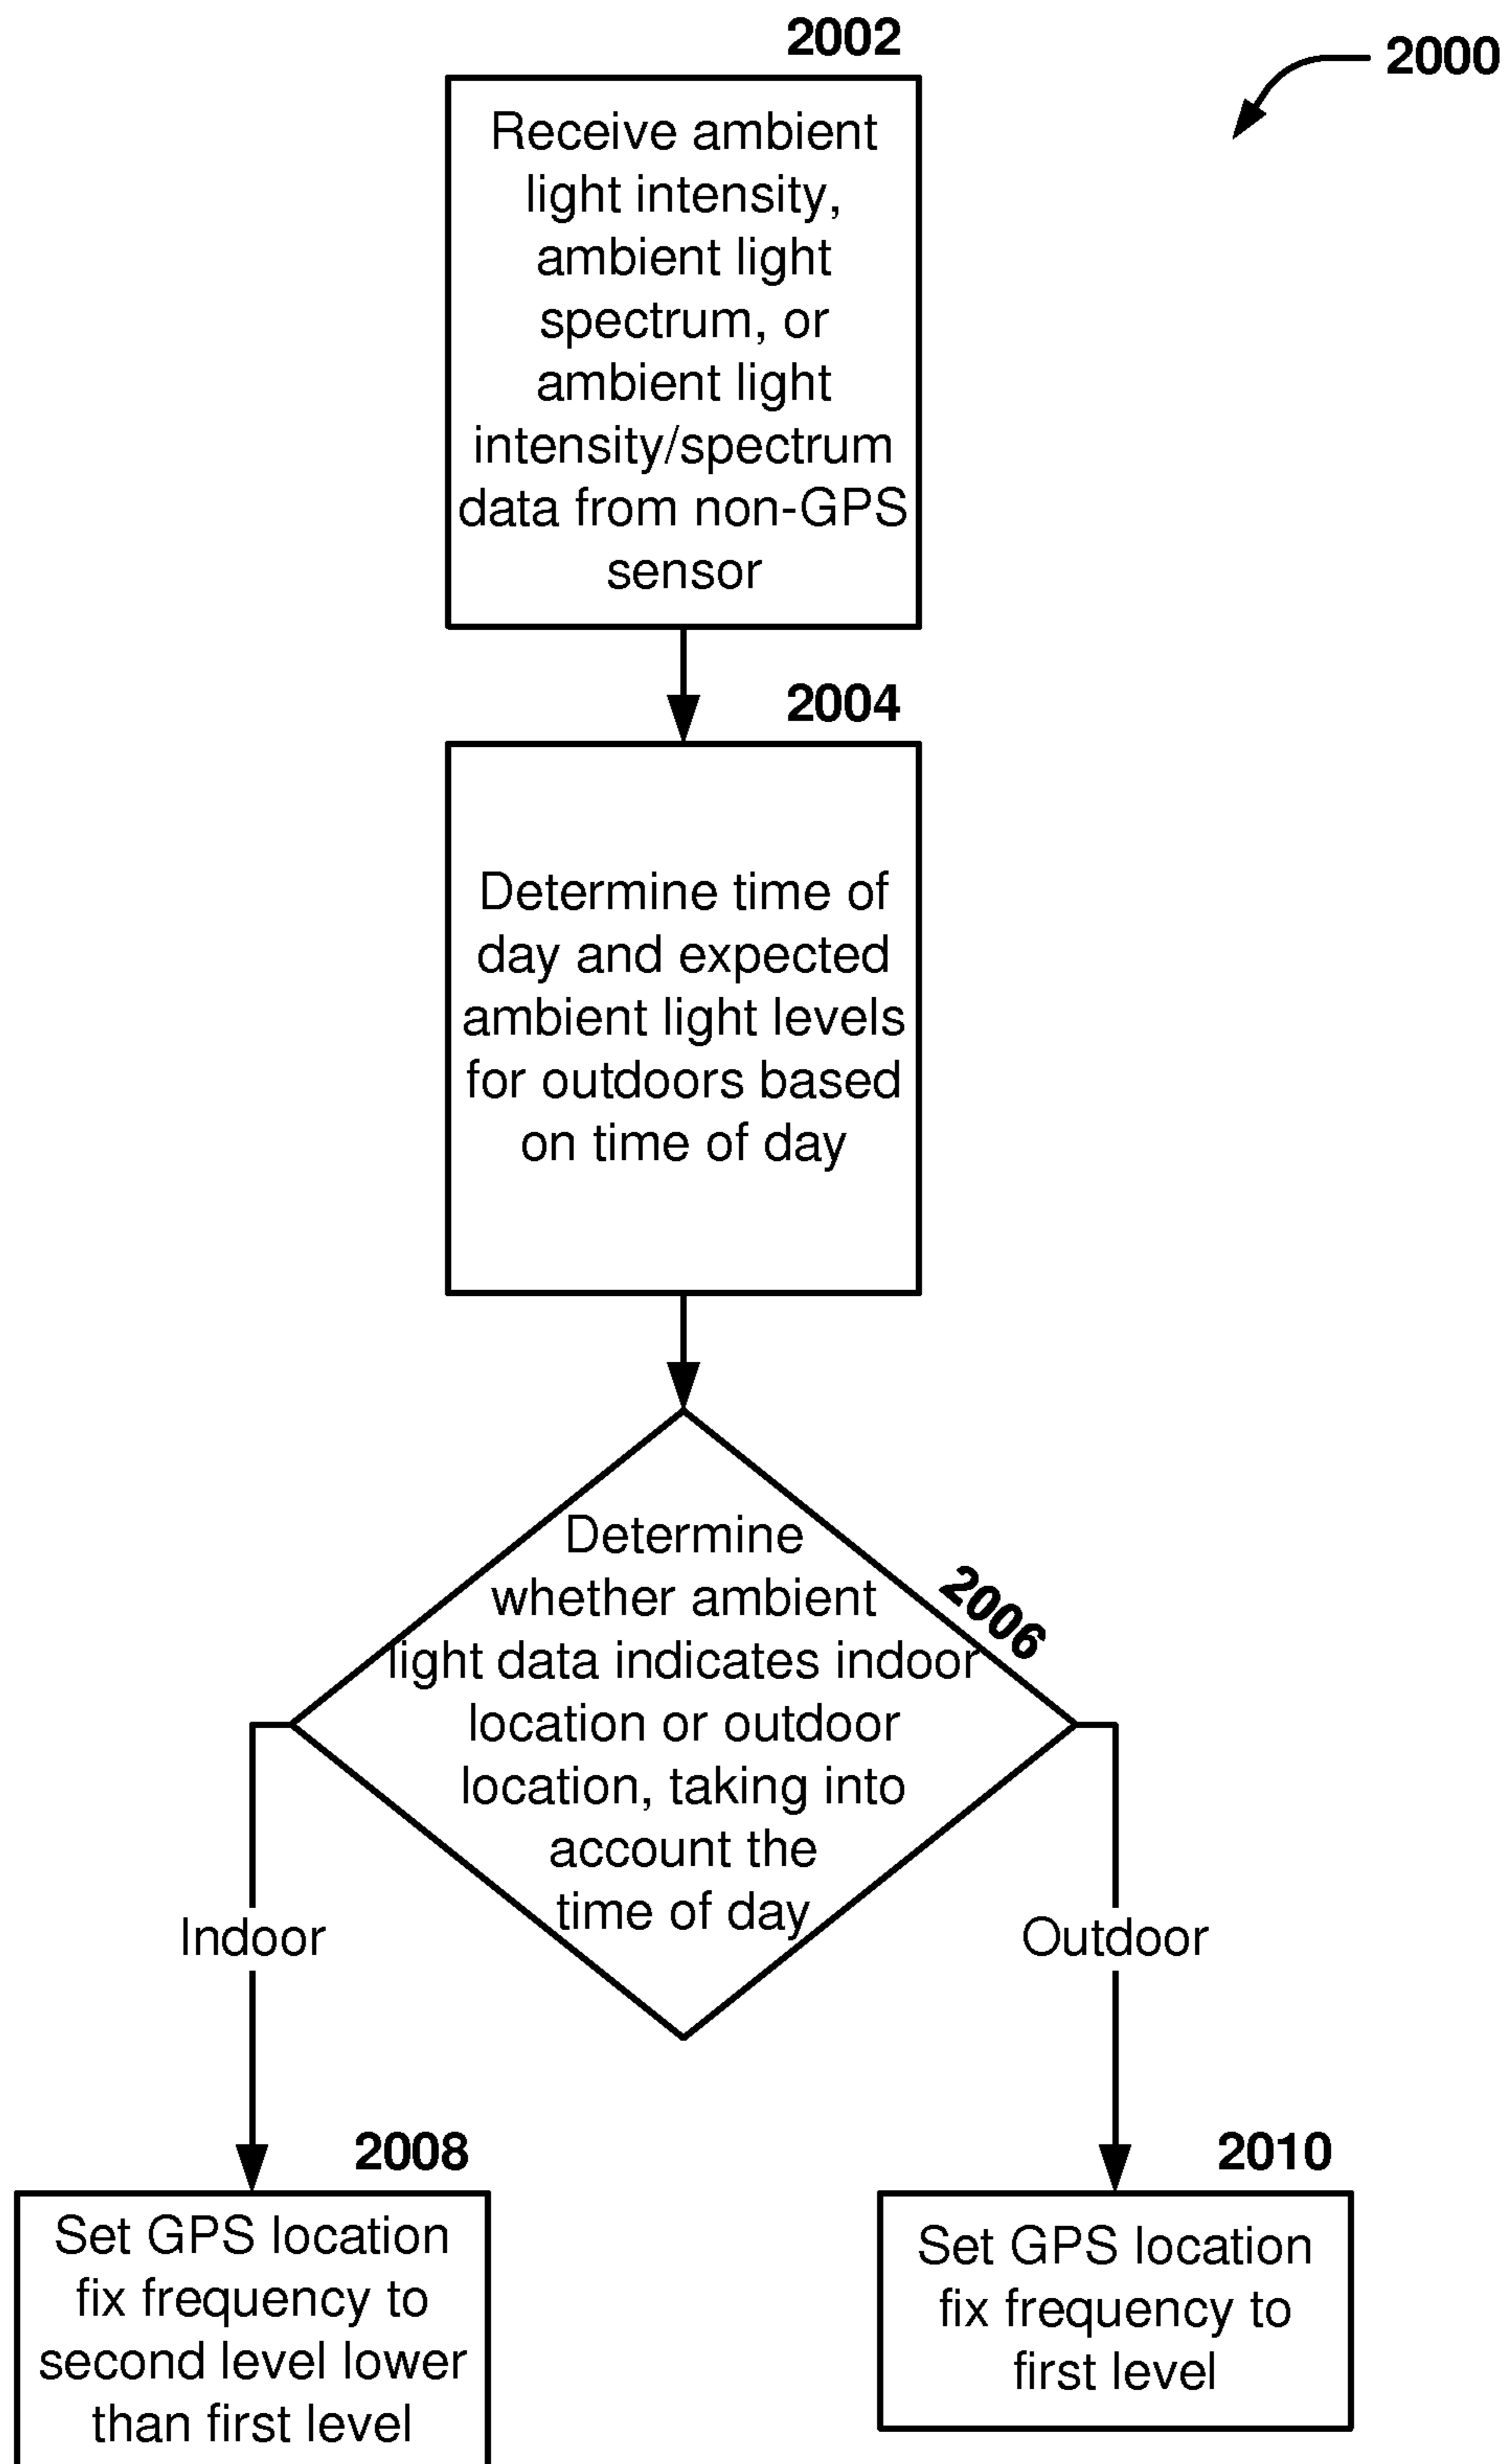 2002
2000
Receive ambient
light intensity,
ambient light
spectrum, or
ambient light
intensity/spectrum
data from non-GPS
sensor
2004
Determine time of
day and expected
ambient light levels
for outdoors based
on time of day
2006
Determine
whether ambient
light data indicates indoor
location or outdoor
location, taking into
account the
time of day
Indoor
Outdoor
2008
Set GPS location
fix frequency to
second level lower
than first level
2010
Set GPS location
fix frequency to
first level